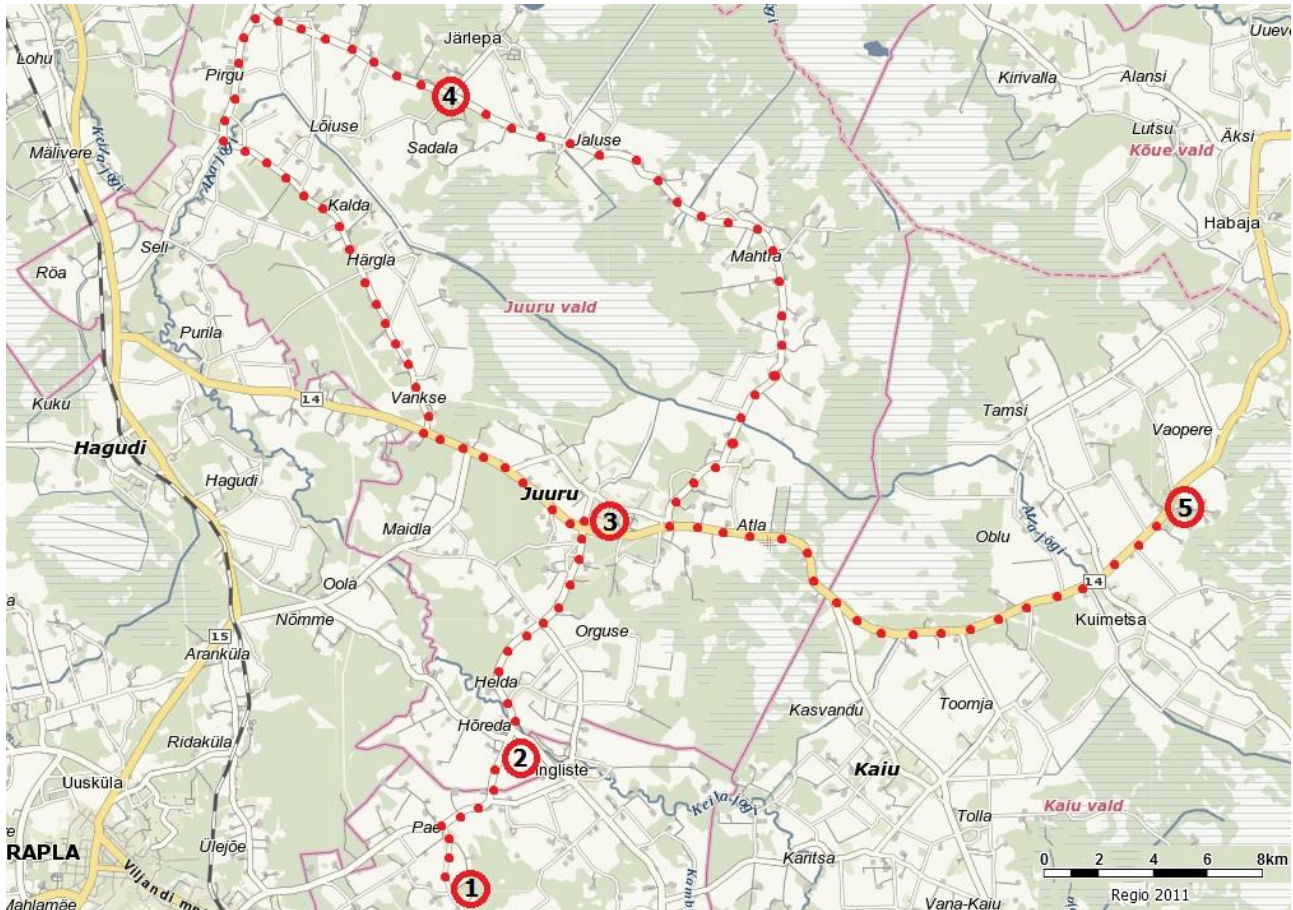 Lohu
Pirgu
Järlepa
Kirivalla
Alansi
Mälivere
Keila-jõgi
4
Lõiuse
Sadala
Jaluse
Lutsu
Äksi
Kõue vald
Kalda
Habaja
Seli
Röa
Härgla
Mahtra
Juuru vald
Purila
14
Vankse
Kuku
Tamsi
Vaopere
Hagudi
Hagudi
Juuru
3
Maidla
Atla
5
Oblu
Oola
14
Nõmme
Kuimetsa
15
Aranküla
Orguse
Helda
Hõreda
Kasvandu
Toomja
Ridaküla
2
Ingliste
Kaiu
Uusküla
Keila-jõgi
Kaiu vald
Tolla
Pae
RAPLA
Ülejõe
Karitsa
0 2 4 6 8km
1
Regio 2011
Vana-Kaiu